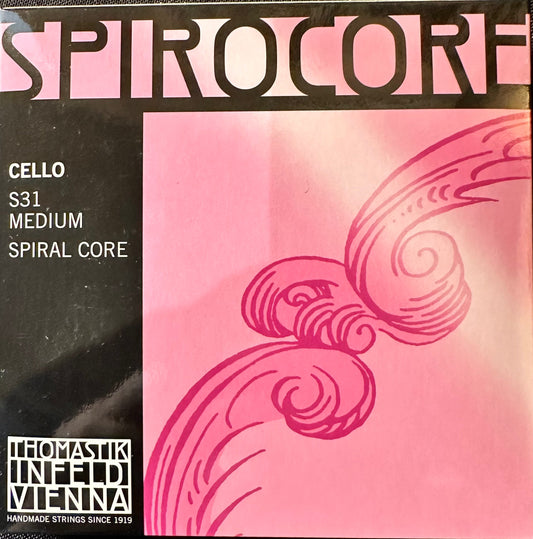 SPIROCORE
CELLO
S31
MEDIUM
SPIRAL CORE
THOMASTIK
INFELD
VIENNA
HANDMADE STRINGS SINCE 1919